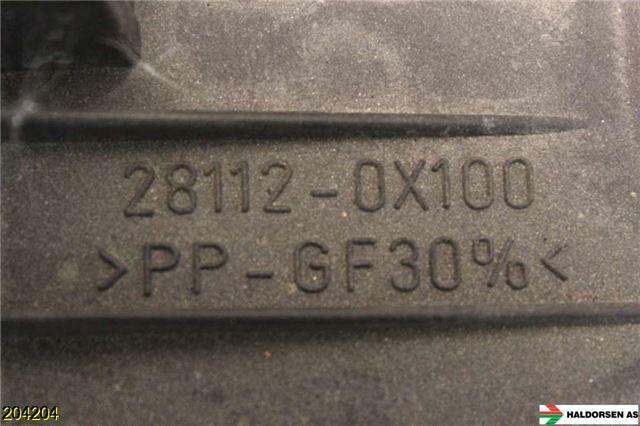 28112-0X100
>PP-GF30%<
204204
HALDORSEN AS